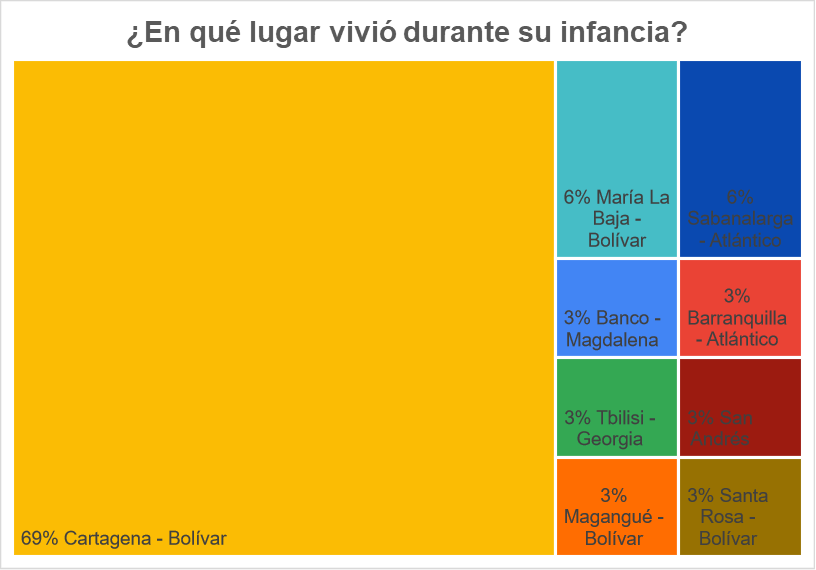 ¿En qué lugar vivió durante su infancia?
69% Cartagena - Bolívar
6% María La
Baja -
Bolívar
6%
Sabanalarga
- Atlántico
3% Banco -
Magdalena
3%
Barranquilla
- Atlántico
3% Tbilisi -
Georgia
3% San
Andrés
3%
Magangué -
Bolívar
3% Santa
Rosa -
Bolívar